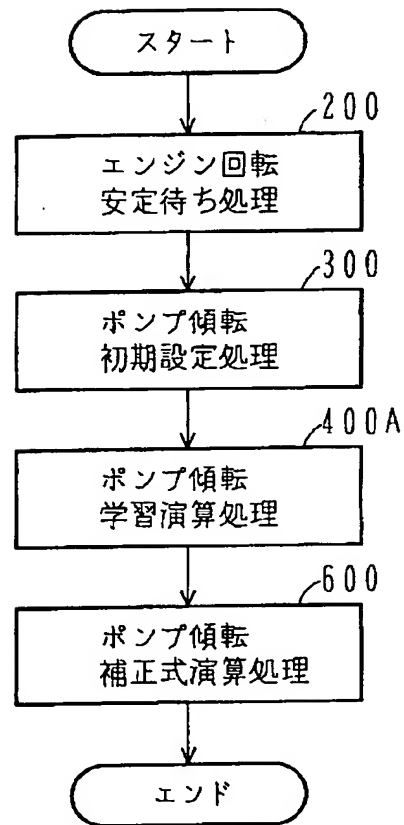 スタート
200
エンジン回転
安定待ち処理
300
ポンプ傾転
初期設定処理
400A
ポンプ傾転
学習演算処理
600
ポンプ傾転
補正式演算処理
エンド